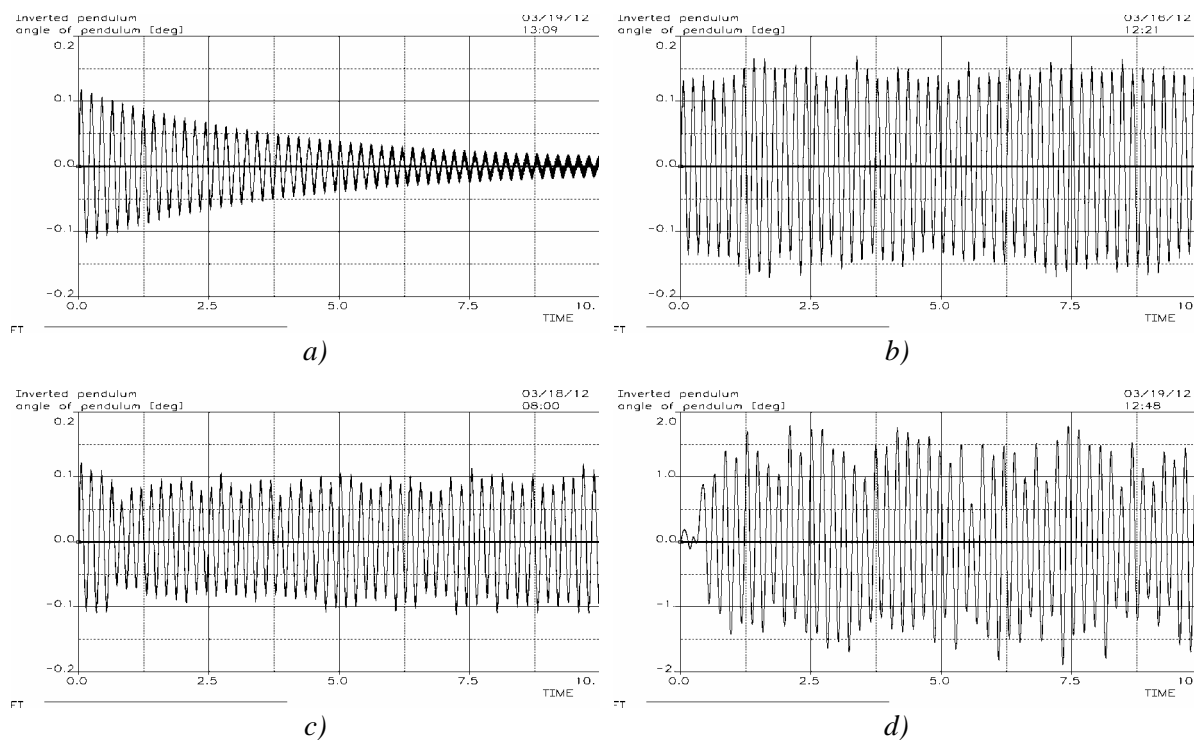 Inverted pendulum 03/19/12
angle of pendulum [deg] 13:09
0.2
0.1
0.0
-0.1
-0.2
0.0 2.5 5.0 7.5 10.
TIME
FT
a)
Inverted pendulum 03/16/12
angle of pendulum [deg] 12:21
0.2
0.1
0.0
-0.1
-0.2
0.0 2.5 5.0 7.5 10.
TIME
FT
b)
Inverted pendulum 03/18/12
angle of pendulum [deg] 08:00
0.2
0.1
0.0
-0.1
-0.2
0.0 2.5 5.0 7.5 10.
TIME
FT
c)
Inverted pendulum 03/19/12
angle of pendulum [deg] 12:48
2.0
1.0
0.0
-1
-2
0.0 2.5 5.0 7.5 10.
TIME
FT
d)